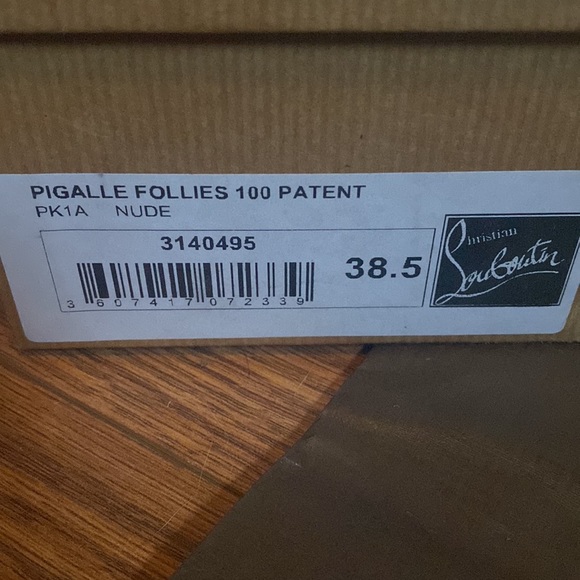 PIGALLE FOLLIES 100 PATENT
PK1A NUDE
3140495
38.5
3 607417 072339
Christian
Louboutin